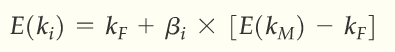 E(kᵢ) = k_F + βᵢ × [E(k_M) − k_F]